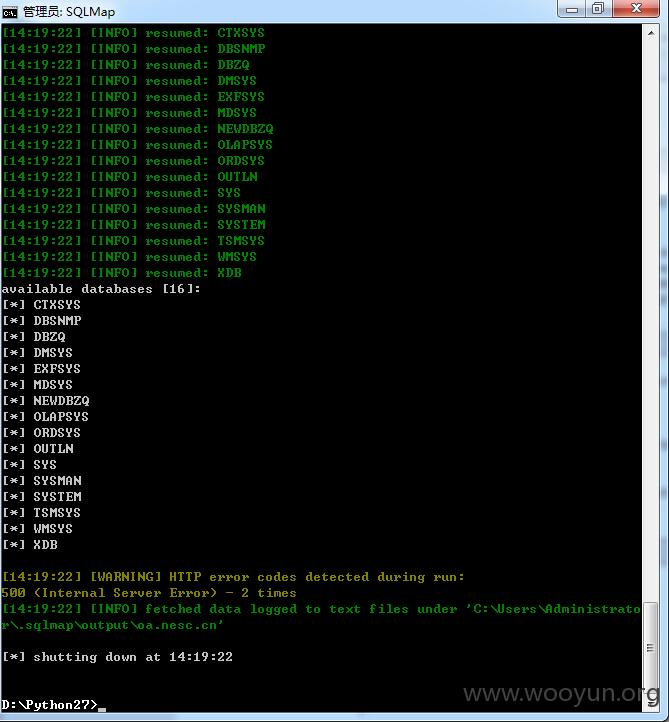 管理员: SQLMap
[14:19:22] [INFO] resumed: CTXSYS
[14:19:22] [INFO] resumed: DBSNMP
[14:19:22] [INFO] resumed: DBZQ
[14:19:22] [INFO] resumed: DMSYS
[14:19:22] [INFO] resumed: EXFSYS
[14:19:22] [INFO] resumed: MDSYS
[14:19:22] [INFO] resumed: NEWDBZQ
[14:19:22] [INFO] resumed: OLAPSYS
[14:19:22] [INFO] resumed: ORDSYS
[14:19:22] [INFO] resumed: OUTLN
[14:19:22] [INFO] resumed: SYS
[14:19:22] [INFO] resumed: SYSMAN
[14:19:22] [INFO] resumed: SYSTEM
[14:19:22] [INFO] resumed: TSMSYS
[14:19:22] [INFO] resumed: WMSYS
[14:19:22] [INFO] resumed: XDB
available databases [16]:
[*] CTXSYS
[*] DBSNMP
[*] DBZQ
[*] DMSYS
[*] EXFSYS
[*] MDSYS
[*] NEWDBZQ
[*] OLAPSYS
[*] ORDSYS
[*] OUTLN
[*] SYS
[*] SYSMAN
[*] SYSTEM
[*] TSMSYS
[*] WMSYS
[*] XDB
[14:19:22] [WARNING] HTTP error codes detected during run:
500 (Internal Server Error) - 2 times
[14:19:22] [INFO] fetched data logged to text files under 'C:\Users\Administrato
r\.sqlmap\output\oa.nesc.cn'
[*] shutting down at 14:19:22
D:\Python27>_
www.wooyun.org